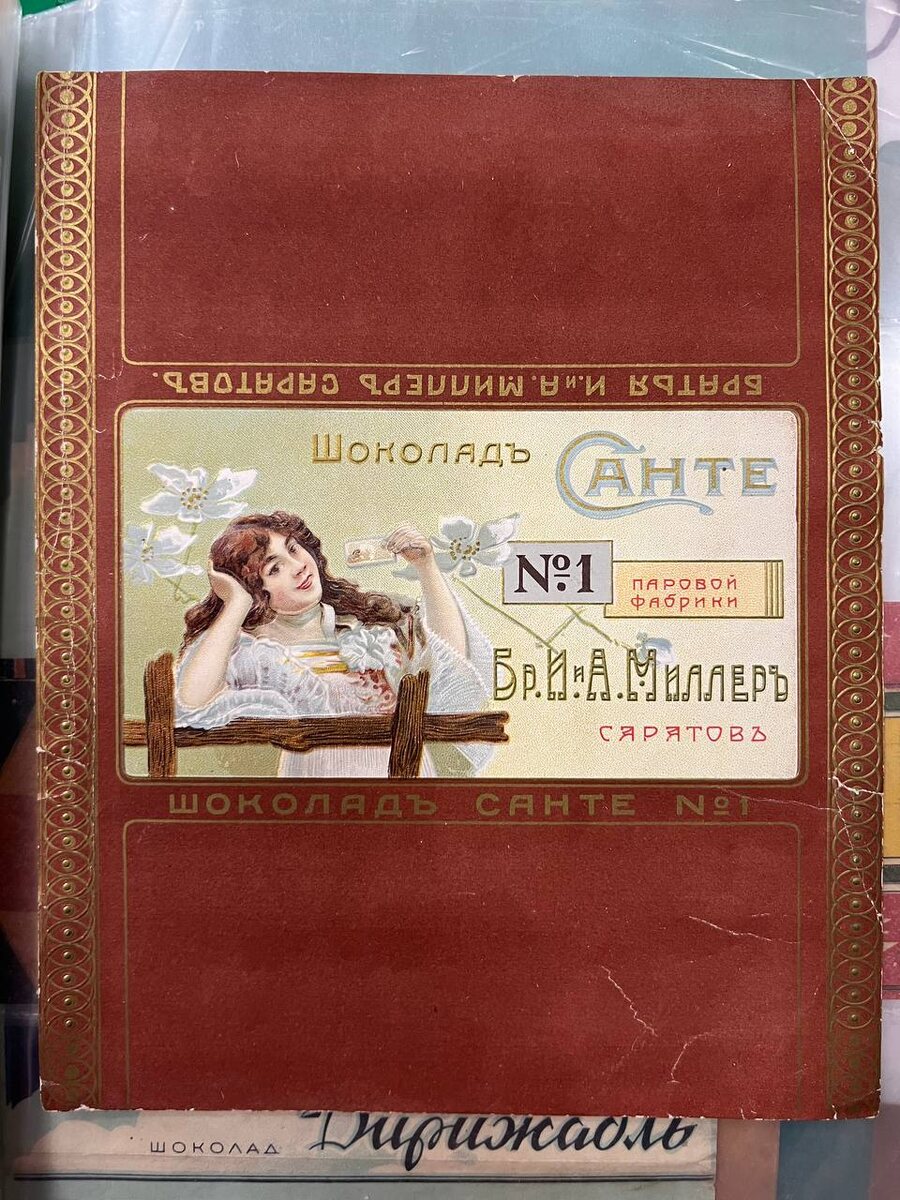 БРАТЬЯ И. и А. МИЛЛЕРЪ САРАТОВЪ.
ШОКОЛАДЪ САНТЕ
№1
ПАРОВОЙ
ФАБРИКИ
БР. И. и А. МИЛЛЕРЪ
САРАТОВЪ
ШОКОЛАДЪ САНТЕ №1
ШОКОЛАД Дирижабль